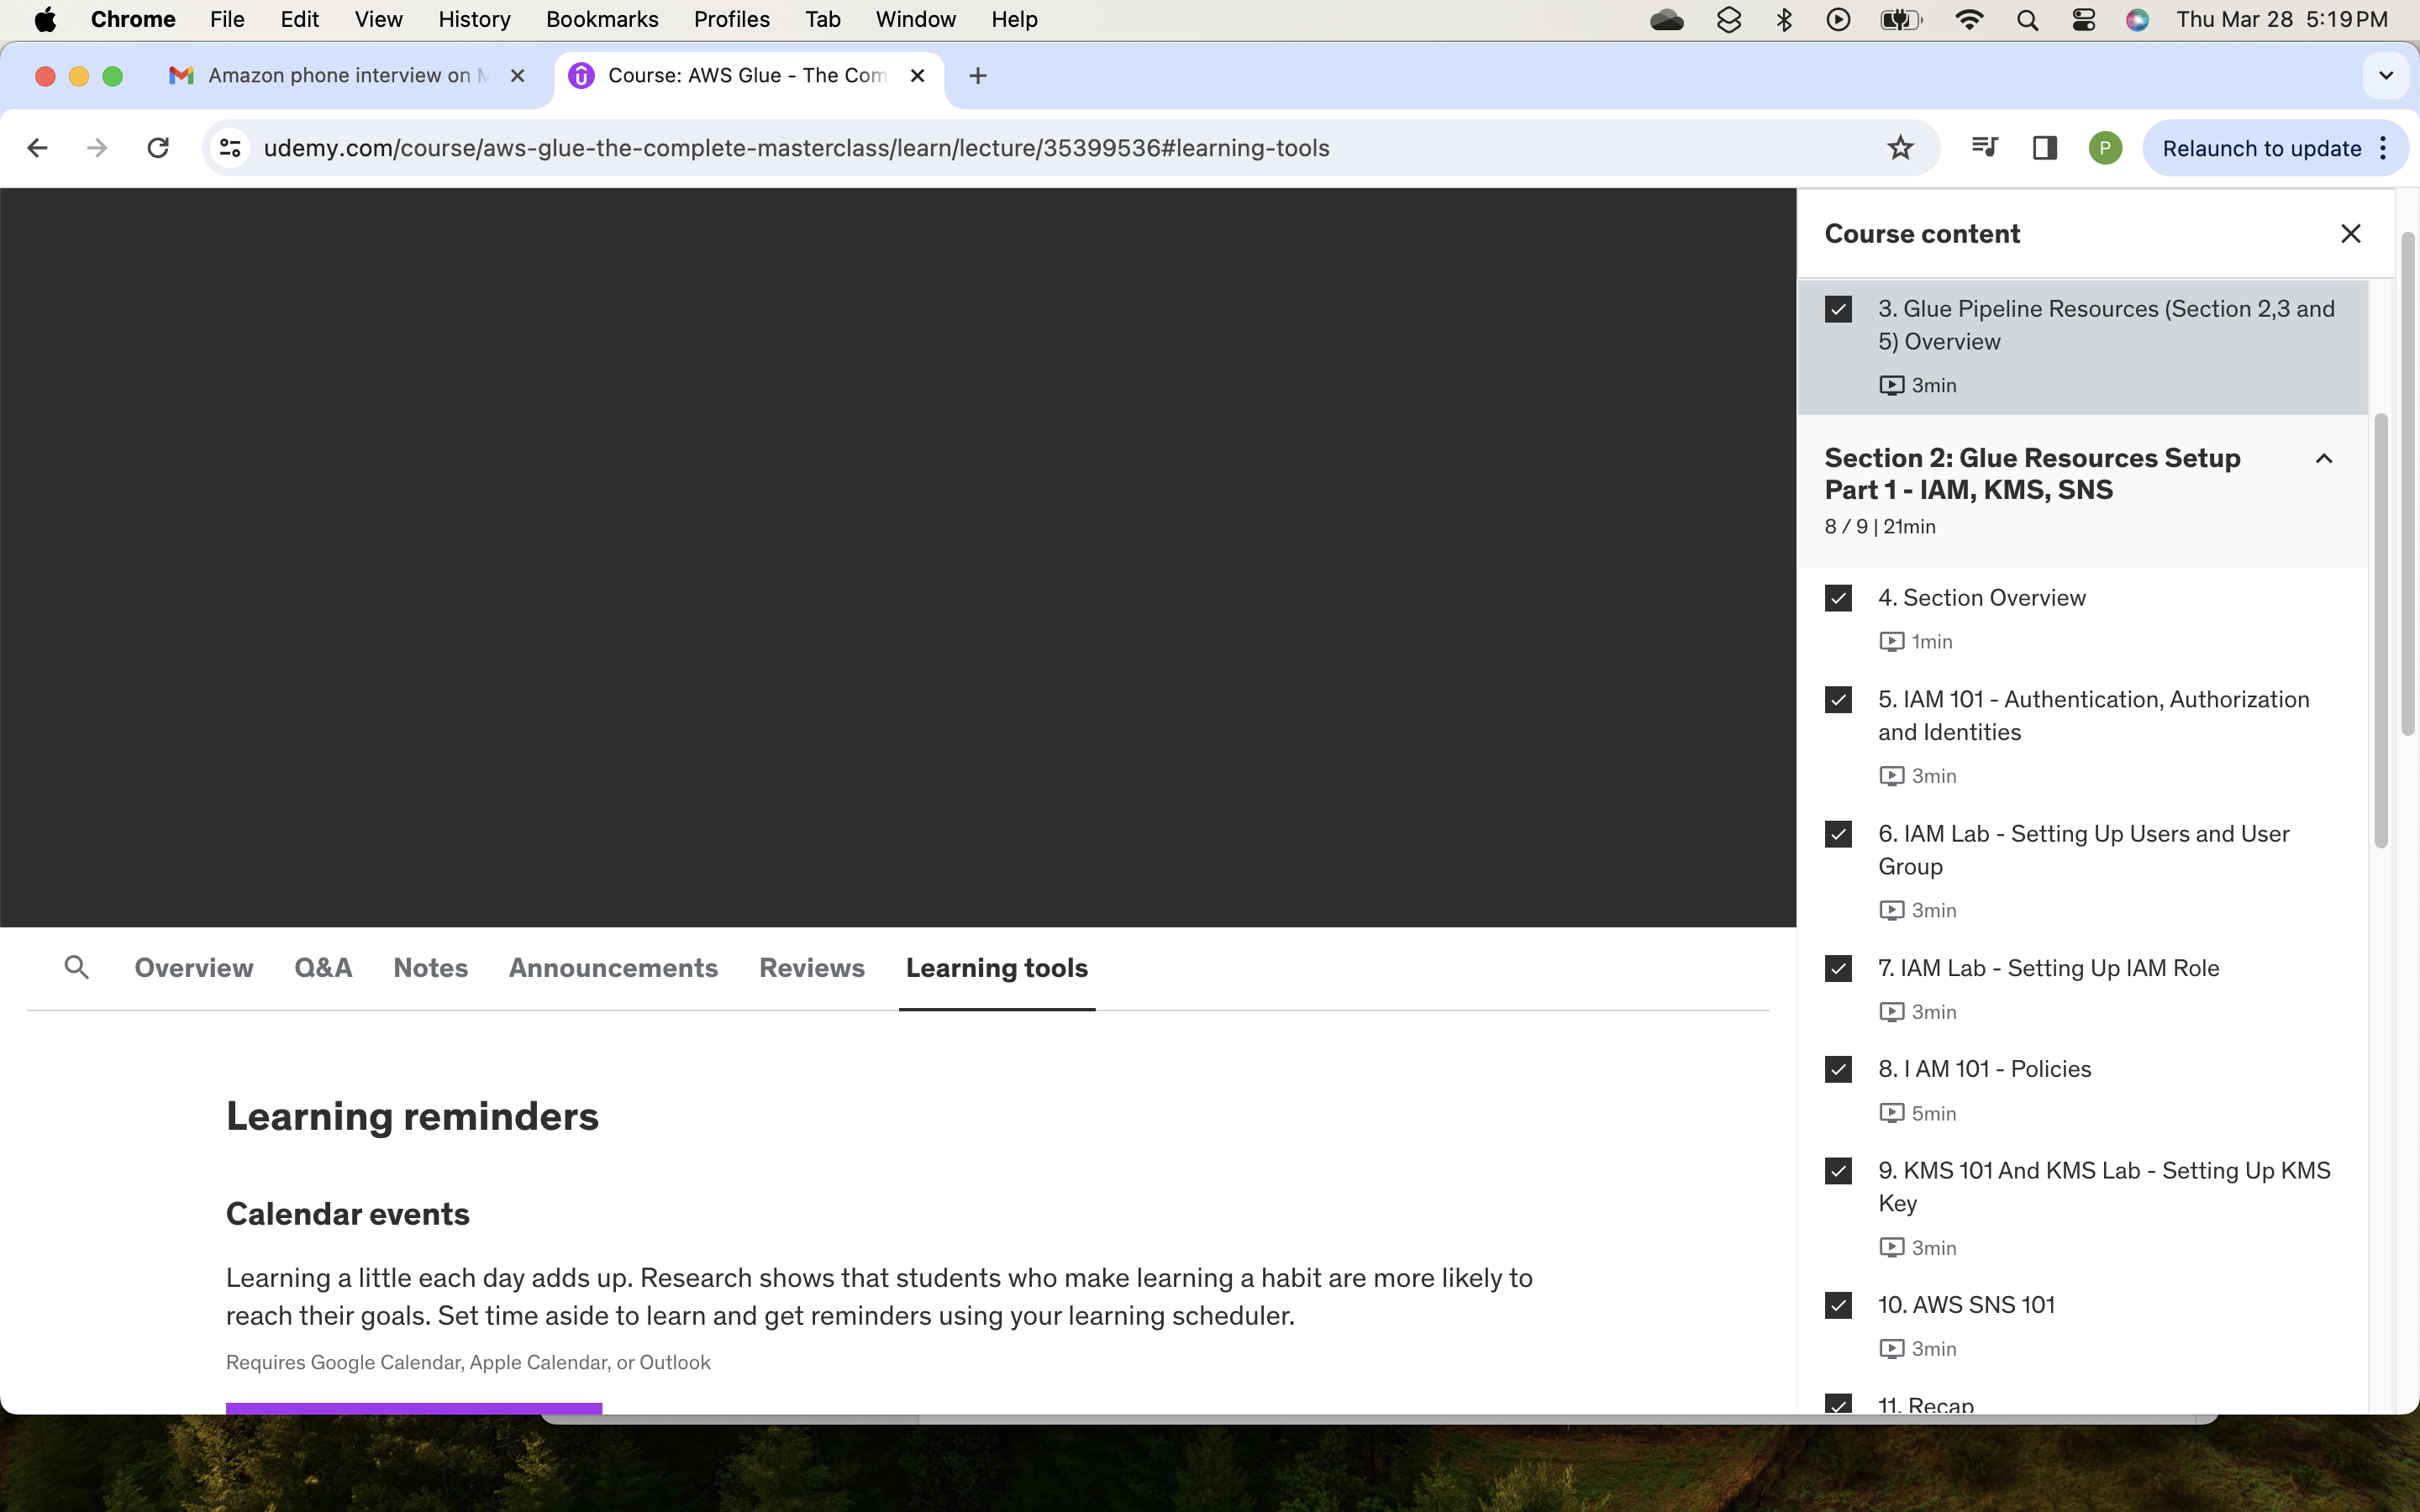 Chrome File Edit View History Bookmarks Profiles Tab Window Help Thu Mar 28 5:19 PM
Amazon phone interview on Course: AWS Glue - The Com
udemy.com/course/aws-glue-the-complete-masterclass/learn/lecture/35399536#learning-tools P Relaunch to update
Course content
3. Glue Pipeline Resources (Section 2,3 and
5) Overview
3min
Section 2: Glue Resources Setup
Part 1 - IAM, KMS, SNS
8 / 9 | 21min
4. Section Overview
1min
5. IAM 101 - Authentication, Authorization
and Identities
3min
6. IAM Lab - Setting Up Users and User
Group
3min
7. IAM Lab - Setting Up IAM Role
3min
8. I AM 101 - Policies
5min
9. KMS 101 And KMS Lab - Setting Up KMS
Key
3min
10. AWS SNS 101
3min
11. Recap
Overview Q&A Notes Announcements Reviews Learning tools
Learning reminders
Calendar events
Learning a little each day adds up. Research shows that students who make learning a habit are more likely to
reach their goals. Set time aside to learn and get reminders using your learning scheduler.
Requires Google Calendar, Apple Calendar, or Outlook